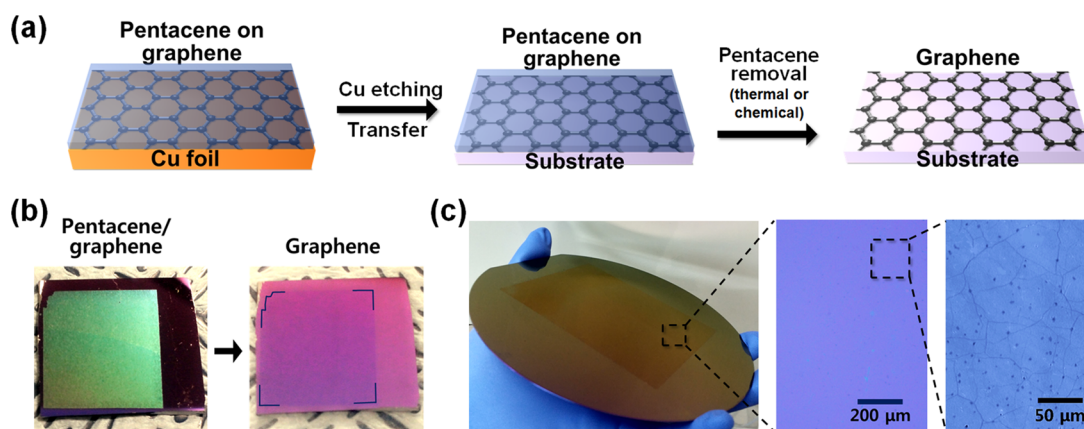 (a)
Pentacene on
graphene
Cu foil
Cu etching
Transfer
Pentacene on
graphene
Substrate
Pentacene
removal
(thermal or
chemical)
Graphene
Substrate
(b)
Pentacene/
graphene
Graphene
(c)
200 μm
50 μm